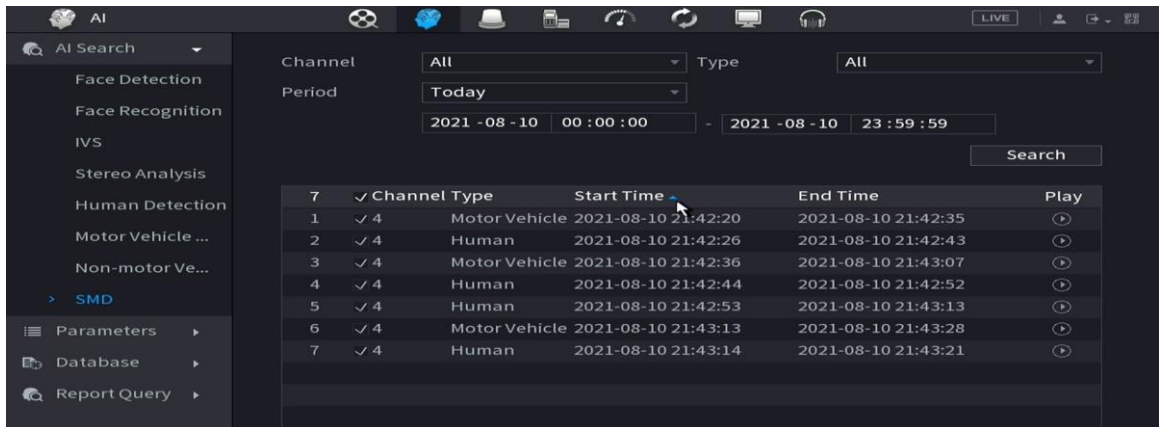 AI LIVE
AI Search
Face Detection
Face Recognition
IVS
Stereo Analysis
Human Detection
Motor Vehicle ...
Non-motor Ve...
> SMD
Parameters
Database
Report Query
Channel All Type All
Period Today
2021 -08 -10 00 : 00 : 00 - 2021 -08 -10 23 : 59 : 59
Search
7 Channel Type Start Time End Time Play
1 4 Motor Vehicle 2021-08-10 21:42:20 2021-08-10 21:42:35
2 4 Human 2021-08-10 21:42:26 2021-08-10 21:42:43
3 4 Motor Vehicle 2021-08-10 21:42:36 2021-08-10 21:43:07
4 4 Human 2021-08-10 21:42:44 2021-08-10 21:42:52
5 4 Human 2021-08-10 21:42:53 2021-08-10 21:43:13
6 4 Motor Vehicle 2021-08-10 21:43:13 2021-08-10 21:43:28
7 4 Human 2021-08-10 21:43:14 2021-08-10 21:43:21